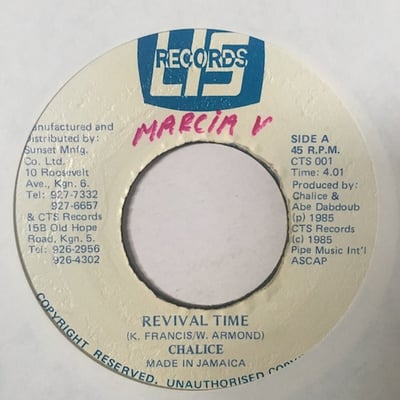 CTS
RECORDS
MARCIA V
Manufactured and
Distributed by:
Sunset Mnfg.
Co. Ltd.
10 Roosevelt
Ave., Kgn. 6.
Tel: 927-7332
927-6657
& CTS Records
15B Old Hope
Road, Kgn. 5.
Tel: 926-2956
926-4302
SIDE A
45 R.P.M.
CTS 001
Time: 4.01
Produced by:
Chalice &
Abe Dabdoub
(p) 1985
CTS Records
(c) 1985
Pipe Music Int'l
ASCAP
REVIVAL TIME
(K. FRANCIS/W. ARMOND)
CHALICE
MADE IN JAMAICA
COPYRIGHT RESERVED, UNAUTHORISED COPY